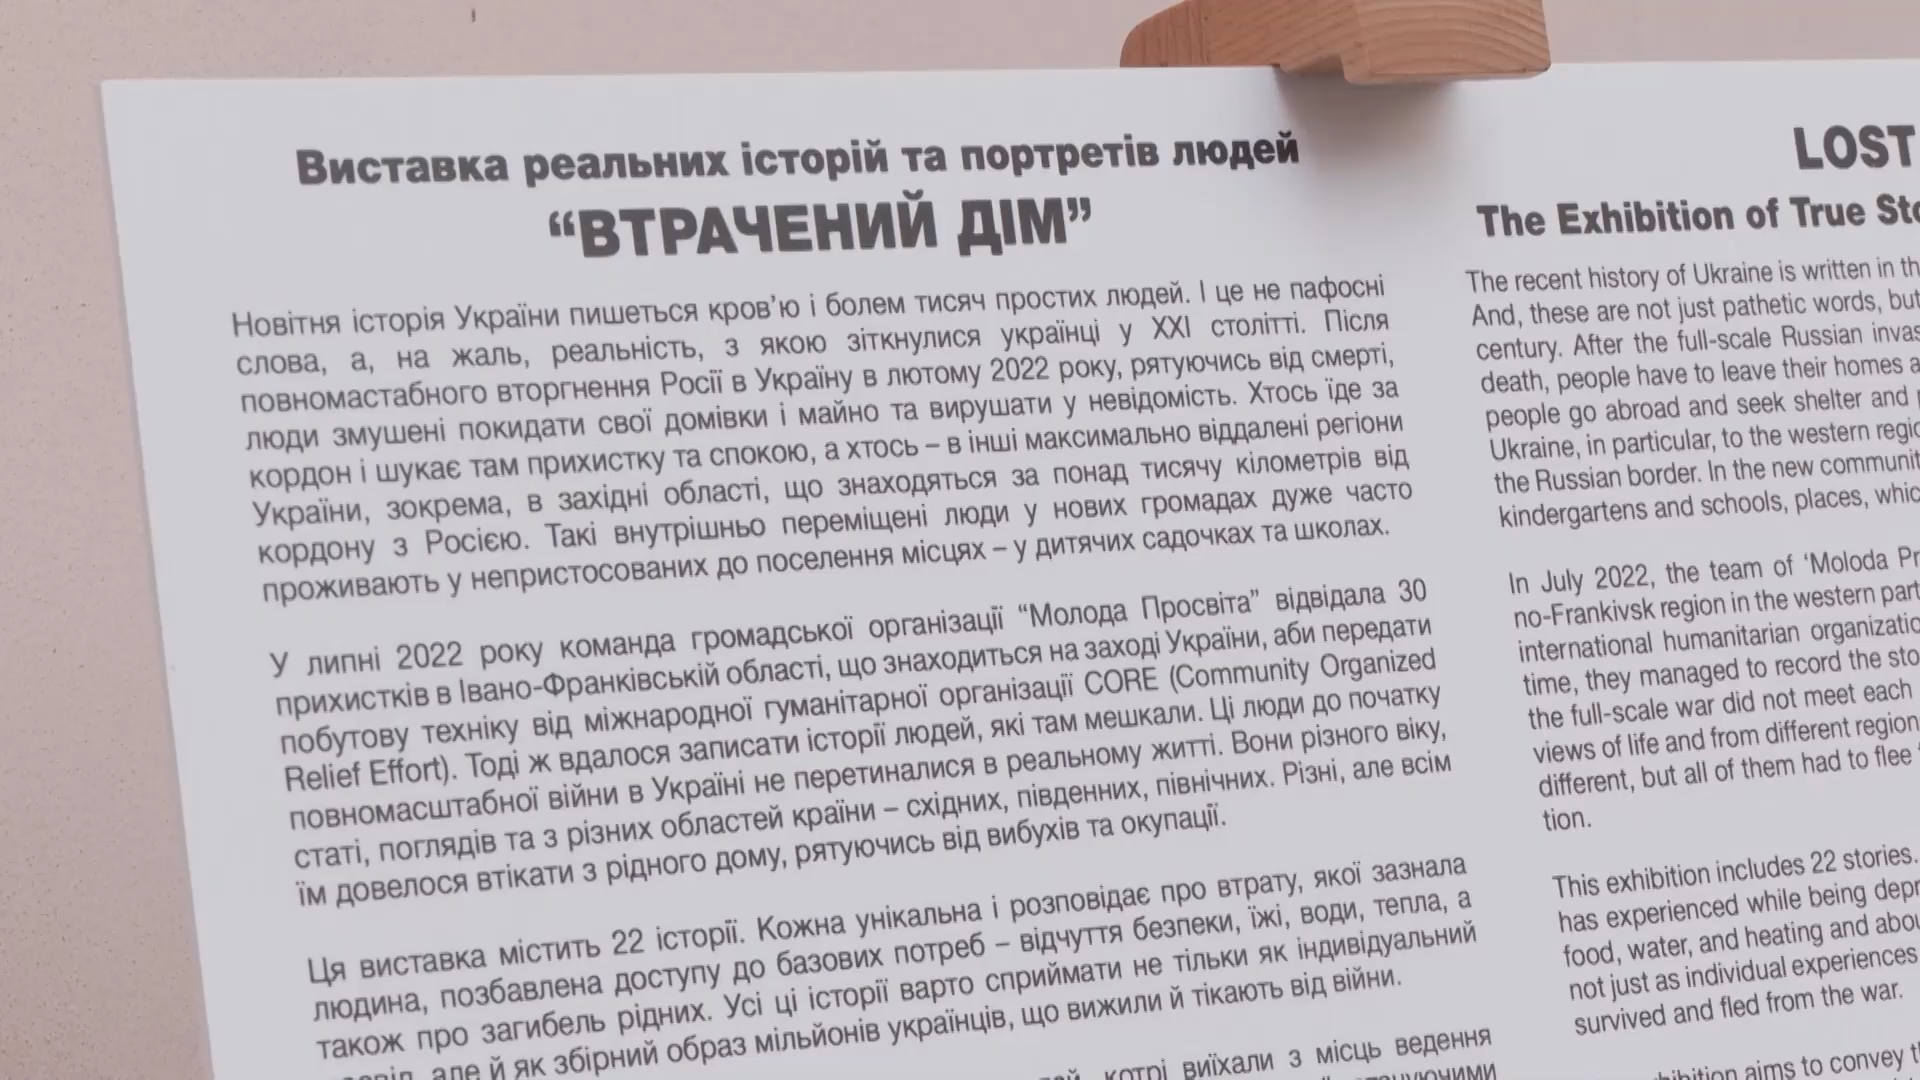 Виставка реальних історій та портретів людей
“ВТРАЧЕНИЙ ДІМ”
Новітня історія України пишеться кров’ю і болем тисяч простих людей. І це не пафосні
слова, а, на жаль, реальність, з якою зіткнулися українці у XXI столітті. Після
повномастабного вторгнення Росії в Україну в лютому 2022 року, рятуючись від смерті,
люди змушені покидати свої домівки і майно та вирушати у невідомість. Хтось їде за
кордон і шукає там прихистку та спокою, а хтось – в інші максимально віддалені регіони
України, зокрема, в західні області, що знаходяться за понад тисячу кілометрів від
кордону з Росією. Такі внутрішньо переміщені люди у нових громадах дуже часто
проживають у непристосованих до поселення місцях – у дитячих садочках та школах.
У липні 2022 року команда громадської організації “Молода Просвіта” відвідала 30
прихистків в Івано-Франківській області, що знаходиться на заході України, аби передати
побутову техніку від міжнародної гуманітарної організації CORE (Community Organized
Relief Effort). Тоді ж вдалося записати історії людей, які там мешкали. Ці люди до початку
повномасштабної війни в Україні не перетиналися в реальному житті. Вони різного віку,
статі, поглядів та з різних областей країни – східних, південних, північних. Різні, але всім
їм довелося втікати з рідного дому, рятуючись від вибухів та окупації.
Ця виставка містить 22 історії. Кожна унікальна і розповідає про втрату, якої зазнала
людина, позбавлена доступу до базових потреб – відчуття безпеки, їжі, води, тепла, а
також про загибель рідних. Усі ці історії варто сприймати не тільки як індивідуальний
але й як збірний образ мільйонів українців, що вижили й тікають від війни.
котрі виїхали з місць ведення
LOST
The Exhibition of True
The recent history of Ukraine is written in
And, these are not just pathetic words, but
century. After the full-scale Russian
death, people have to leave their homes
people go abroad and seek shelter and
Ukraine, in particular, to the western
the Russian border. In the new
kindergartens and schools, places,
In July 2022, the team of ‘Moloda
no-Frankivsk region in the western part
international humanitarian
time, they managed to record the
the full-scale war did not meet each
views of life and from different
different, but all of them had to flee
tion.
This exhibition includes 22 stories.
has experienced while being
food, water, and heating and
not just as individual experiences
survived and fled from the war.
aims to convey